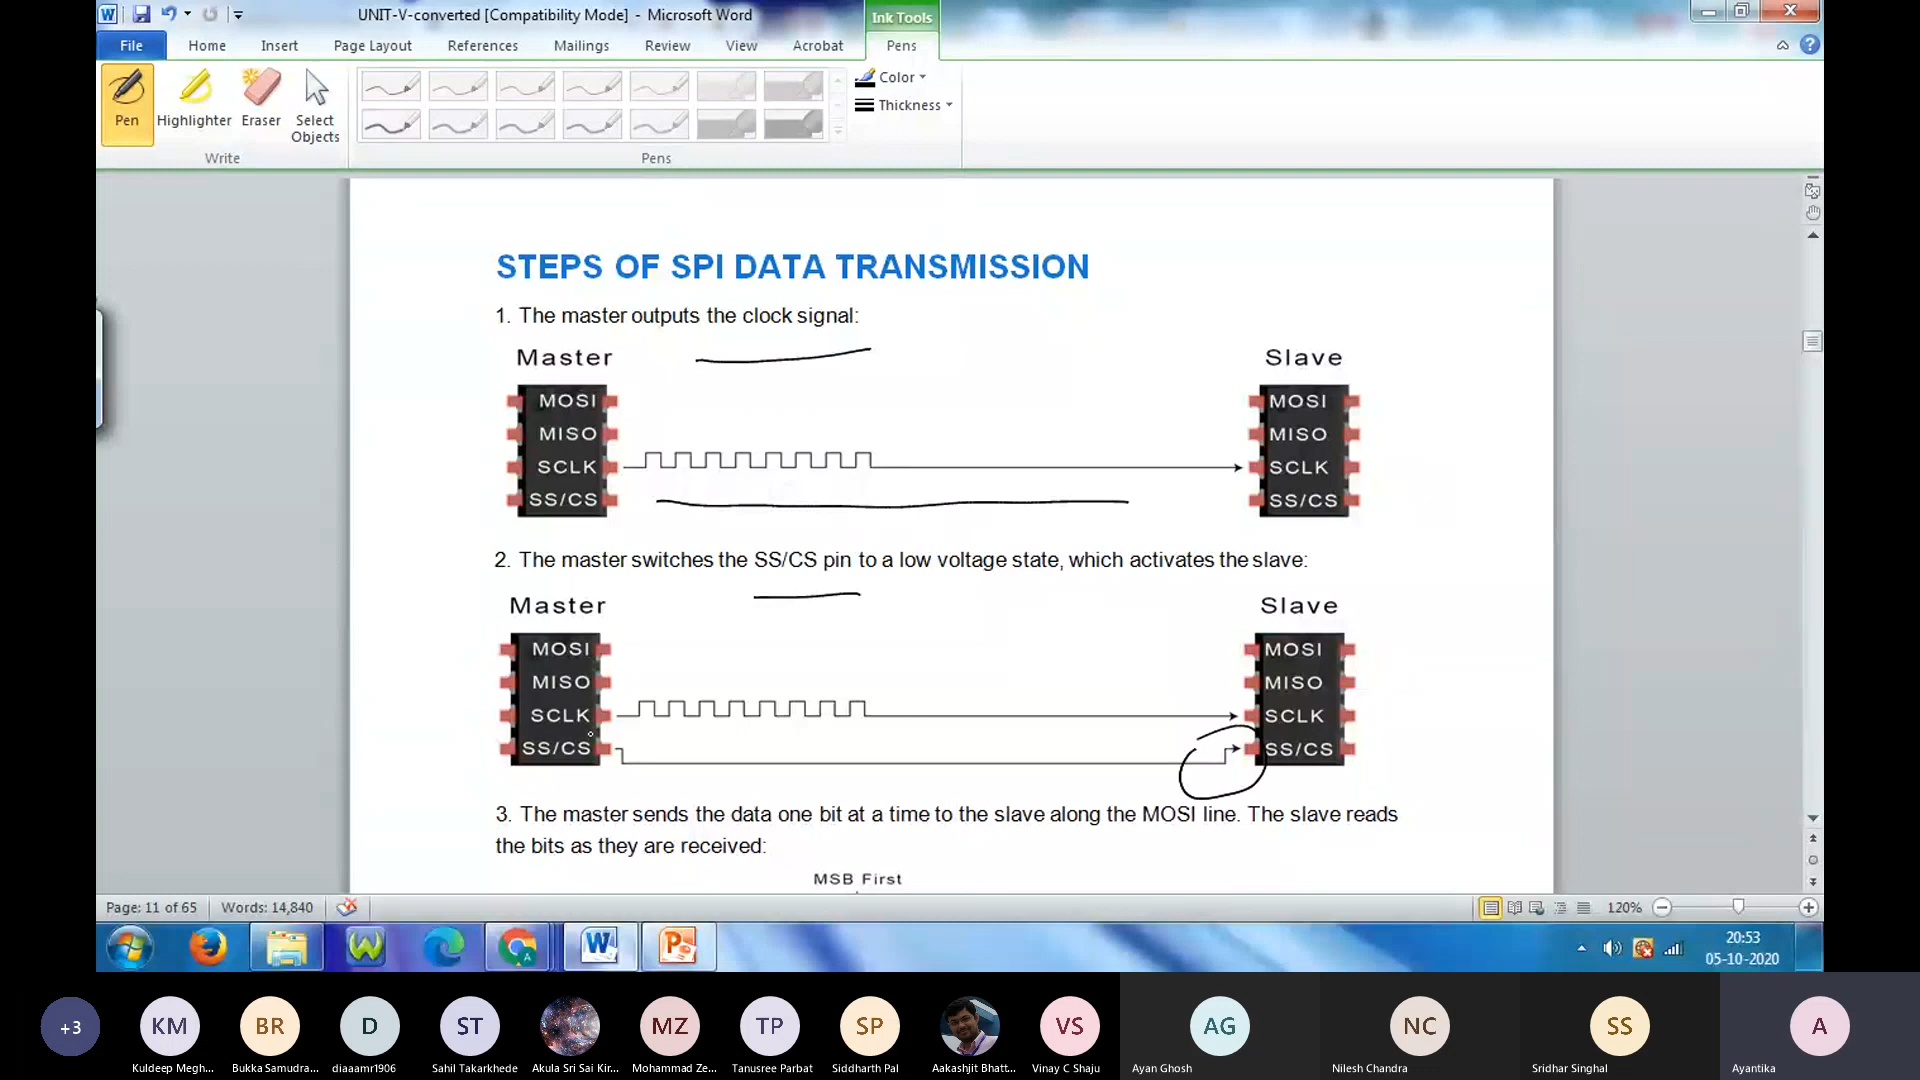 UNIT-V-converted [Compatibility Mode] - Microsoft Word
Ink Tools
File Home Insert Page Layout References Mailings Review View Acrobat Pens
Pen Highlighter Eraser Select Objects
Color
Thickness
Write Pens
STEPS OF SPI DATA TRANSMISSION
1. The master outputs the clock signal:
Master Slave
MOSI MOSI
MISO MISO
SCLK SCLK
SS/CS SS/CS
2. The master switches the SS/CS pin to a low voltage state, which activates the slave:
Master Slave
MOSI MOSI
MISO MISO
SCLK SCLK
SS/CS SS/CS
3. The master sends the data one bit at a time to the slave along the MOSI line. The slave reads
the bits as they are received:
MSB First
Page: 11 of 65 Words: 14,840 120%
20:53
05-10-2020
+3 KM BR D ST MZ TP SP VS AG NC SS A
Kuldeep Megh... Bukka Samudra... diaaamr1906 Sahil Takarkhede Akula Sri Sai Kir... Mohammad Ze... Tanusree Parbat Siddharth Pal Aakashjit Bhatt... Vinay C Shaju Ayan Ghosh Nilesh Chandra Sridhar Singhal Ayantika